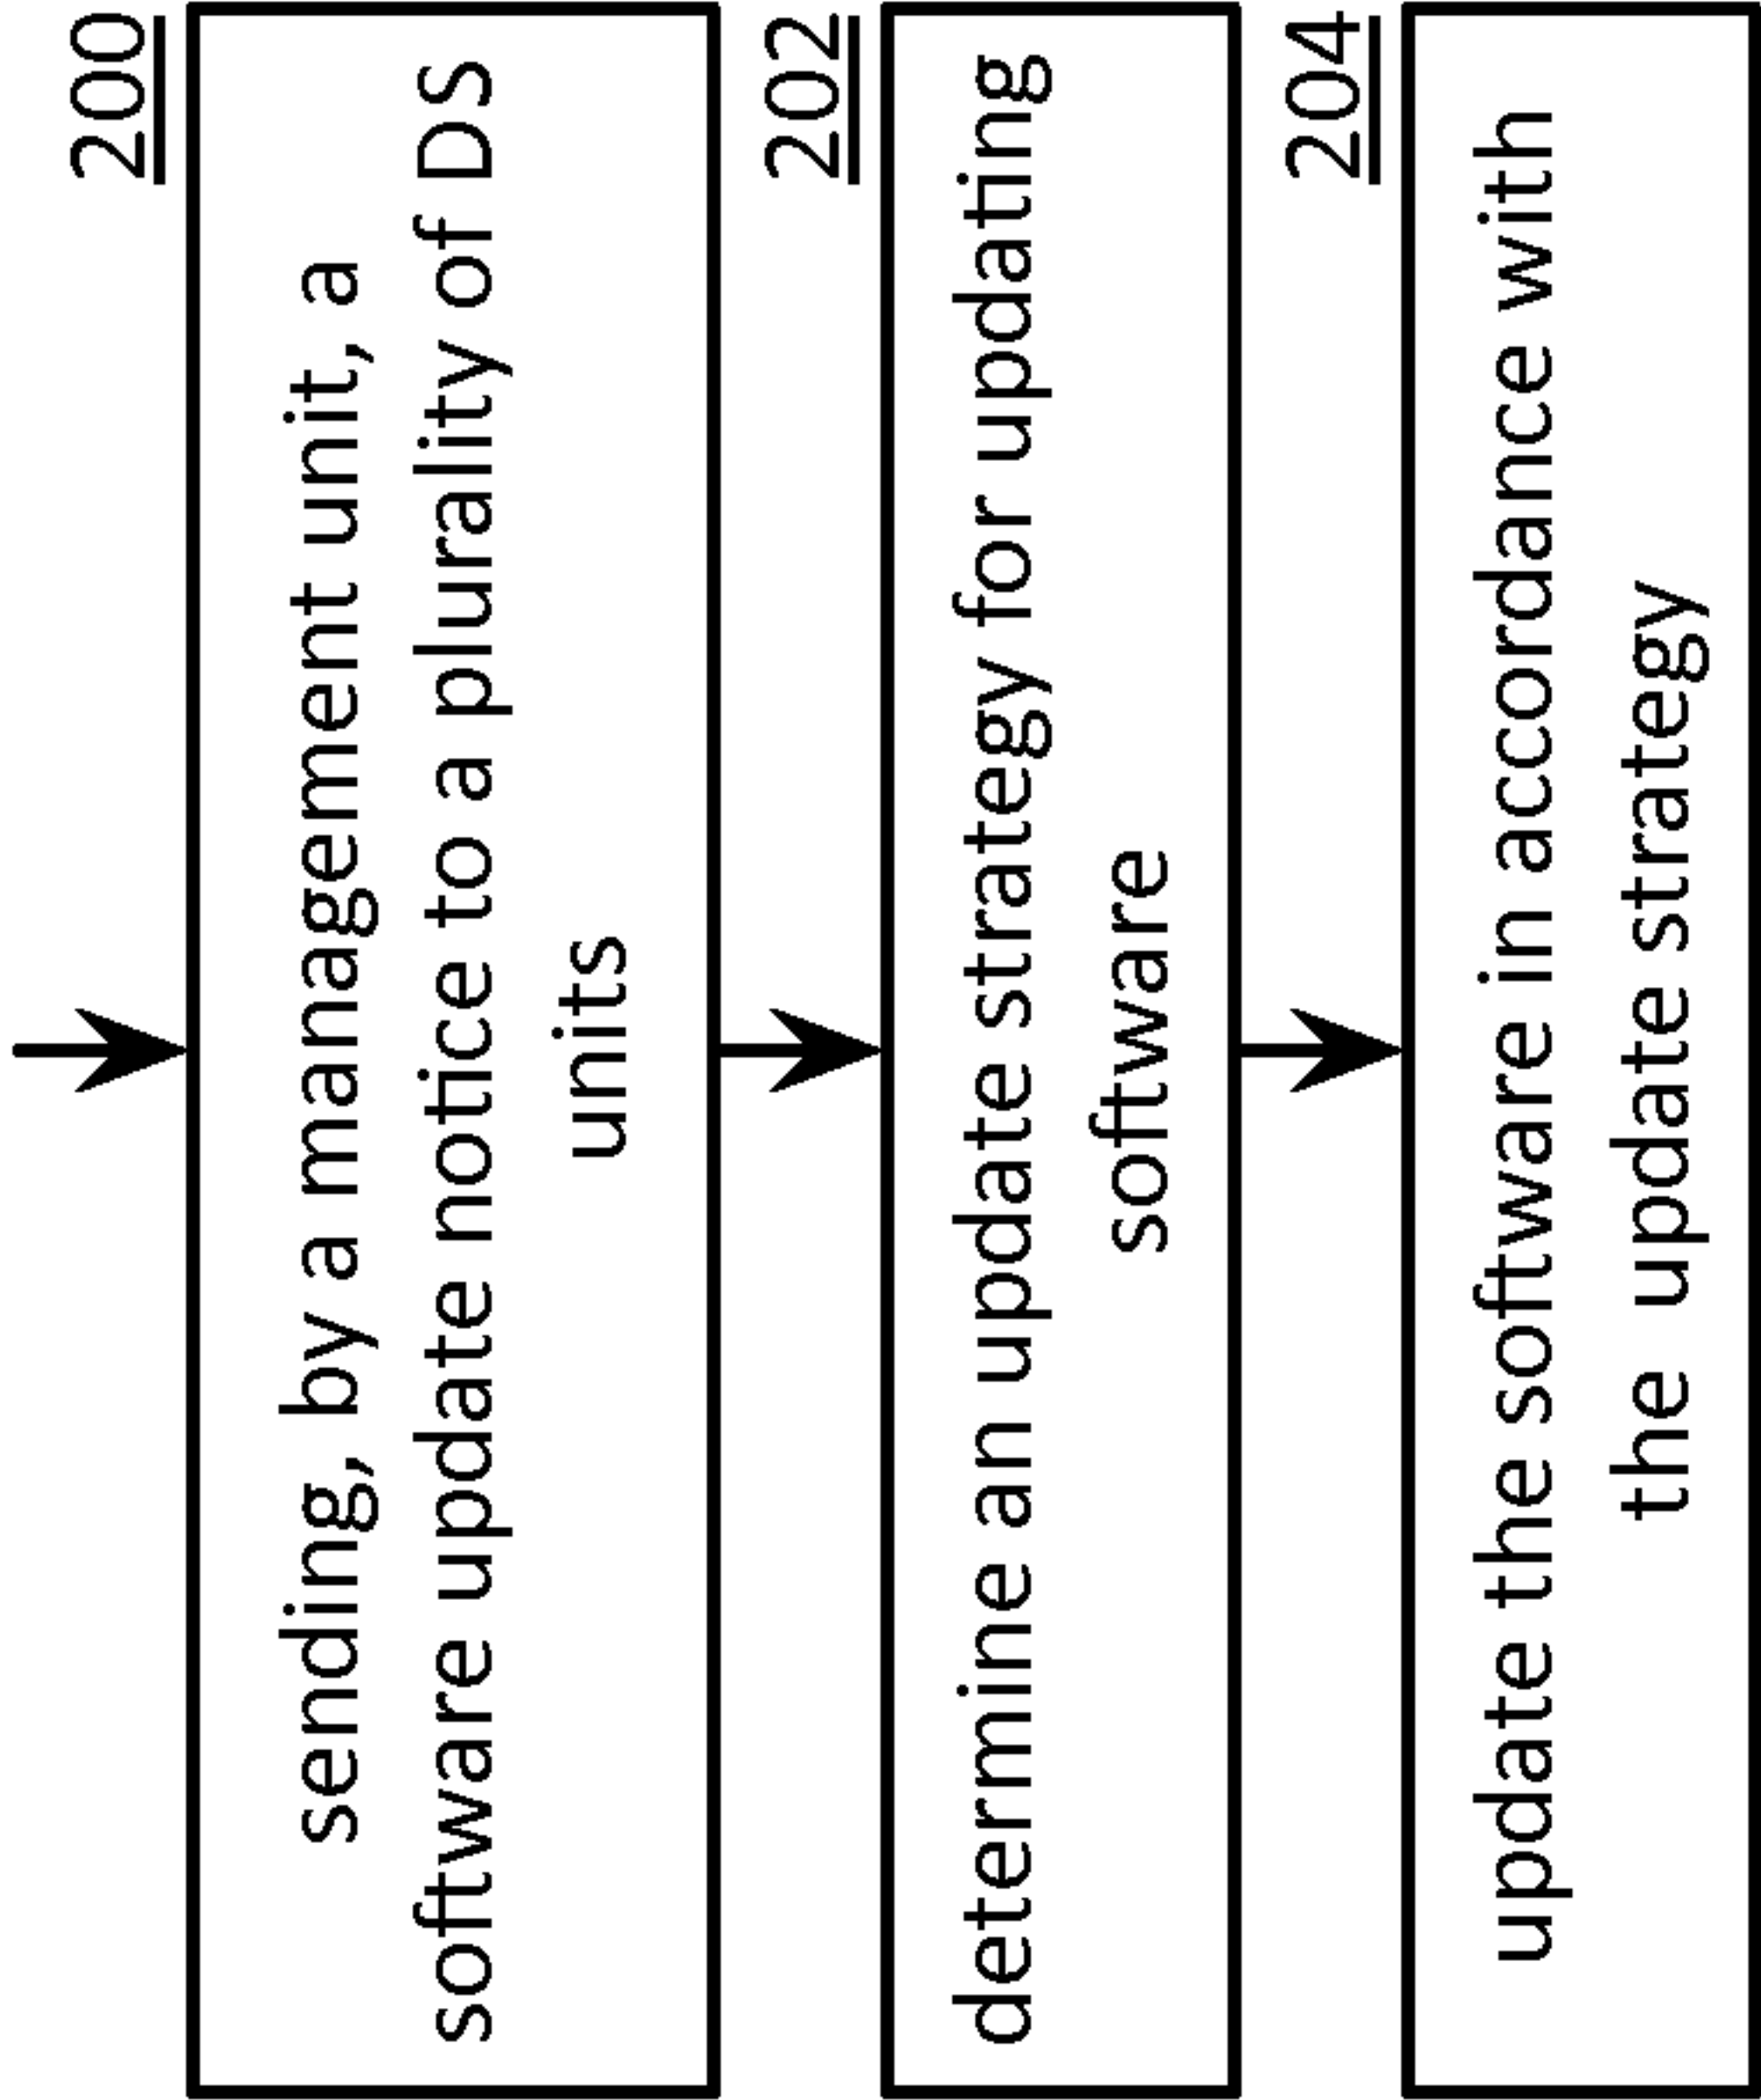 200
sending, by a management unit, a
software update notice to a plurality of DS
units
202
determine an update strategy for updating
software
204
update the software in accordance with
the update strategy